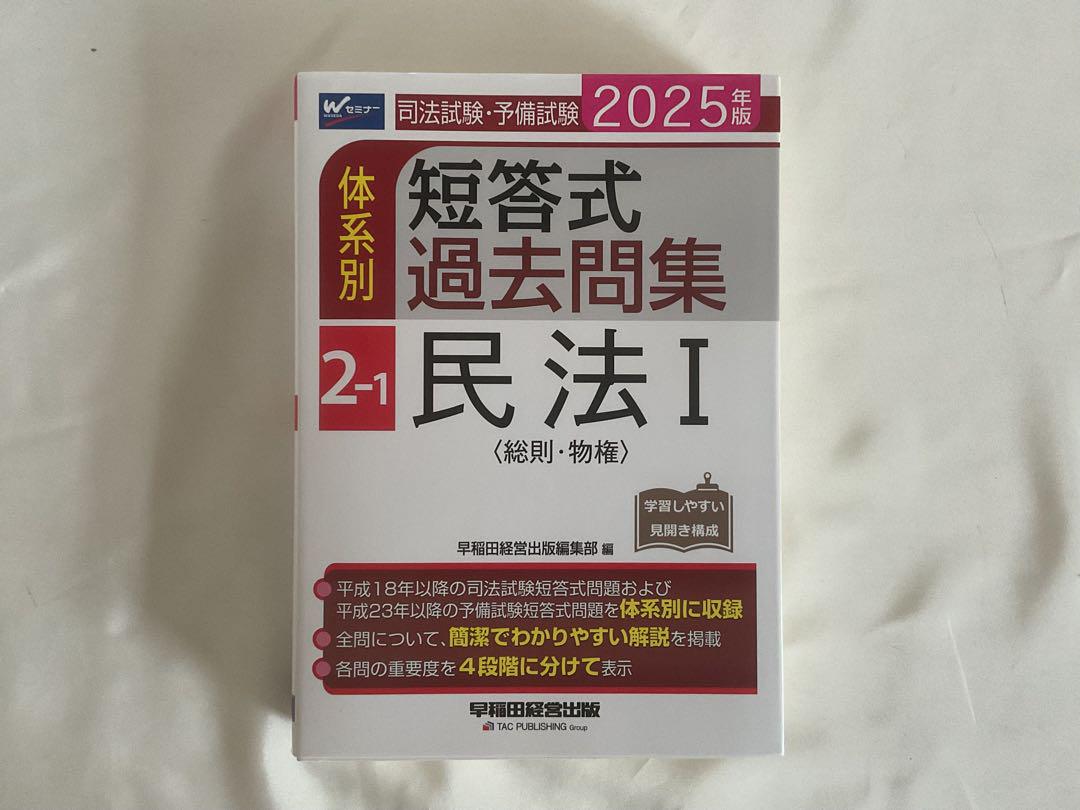 Wセミナー
WASEDA
司法試験・予備試験
2025年版
体系別
短答式
過去問集
2-1
民法Ⅰ
〈総則・物権〉
学習しやすい
見開き構成
早稲田経営出版編集部 編
平成18年以降の司法試験短答式問題および
平成23年以降の予備試験短答式問題を体系別に収録
全問について、簡潔でわかりやすい解説を掲載
各問の重要度を4段階に分けて表示
早稲田経営出版
TAC PUBLISHING Group